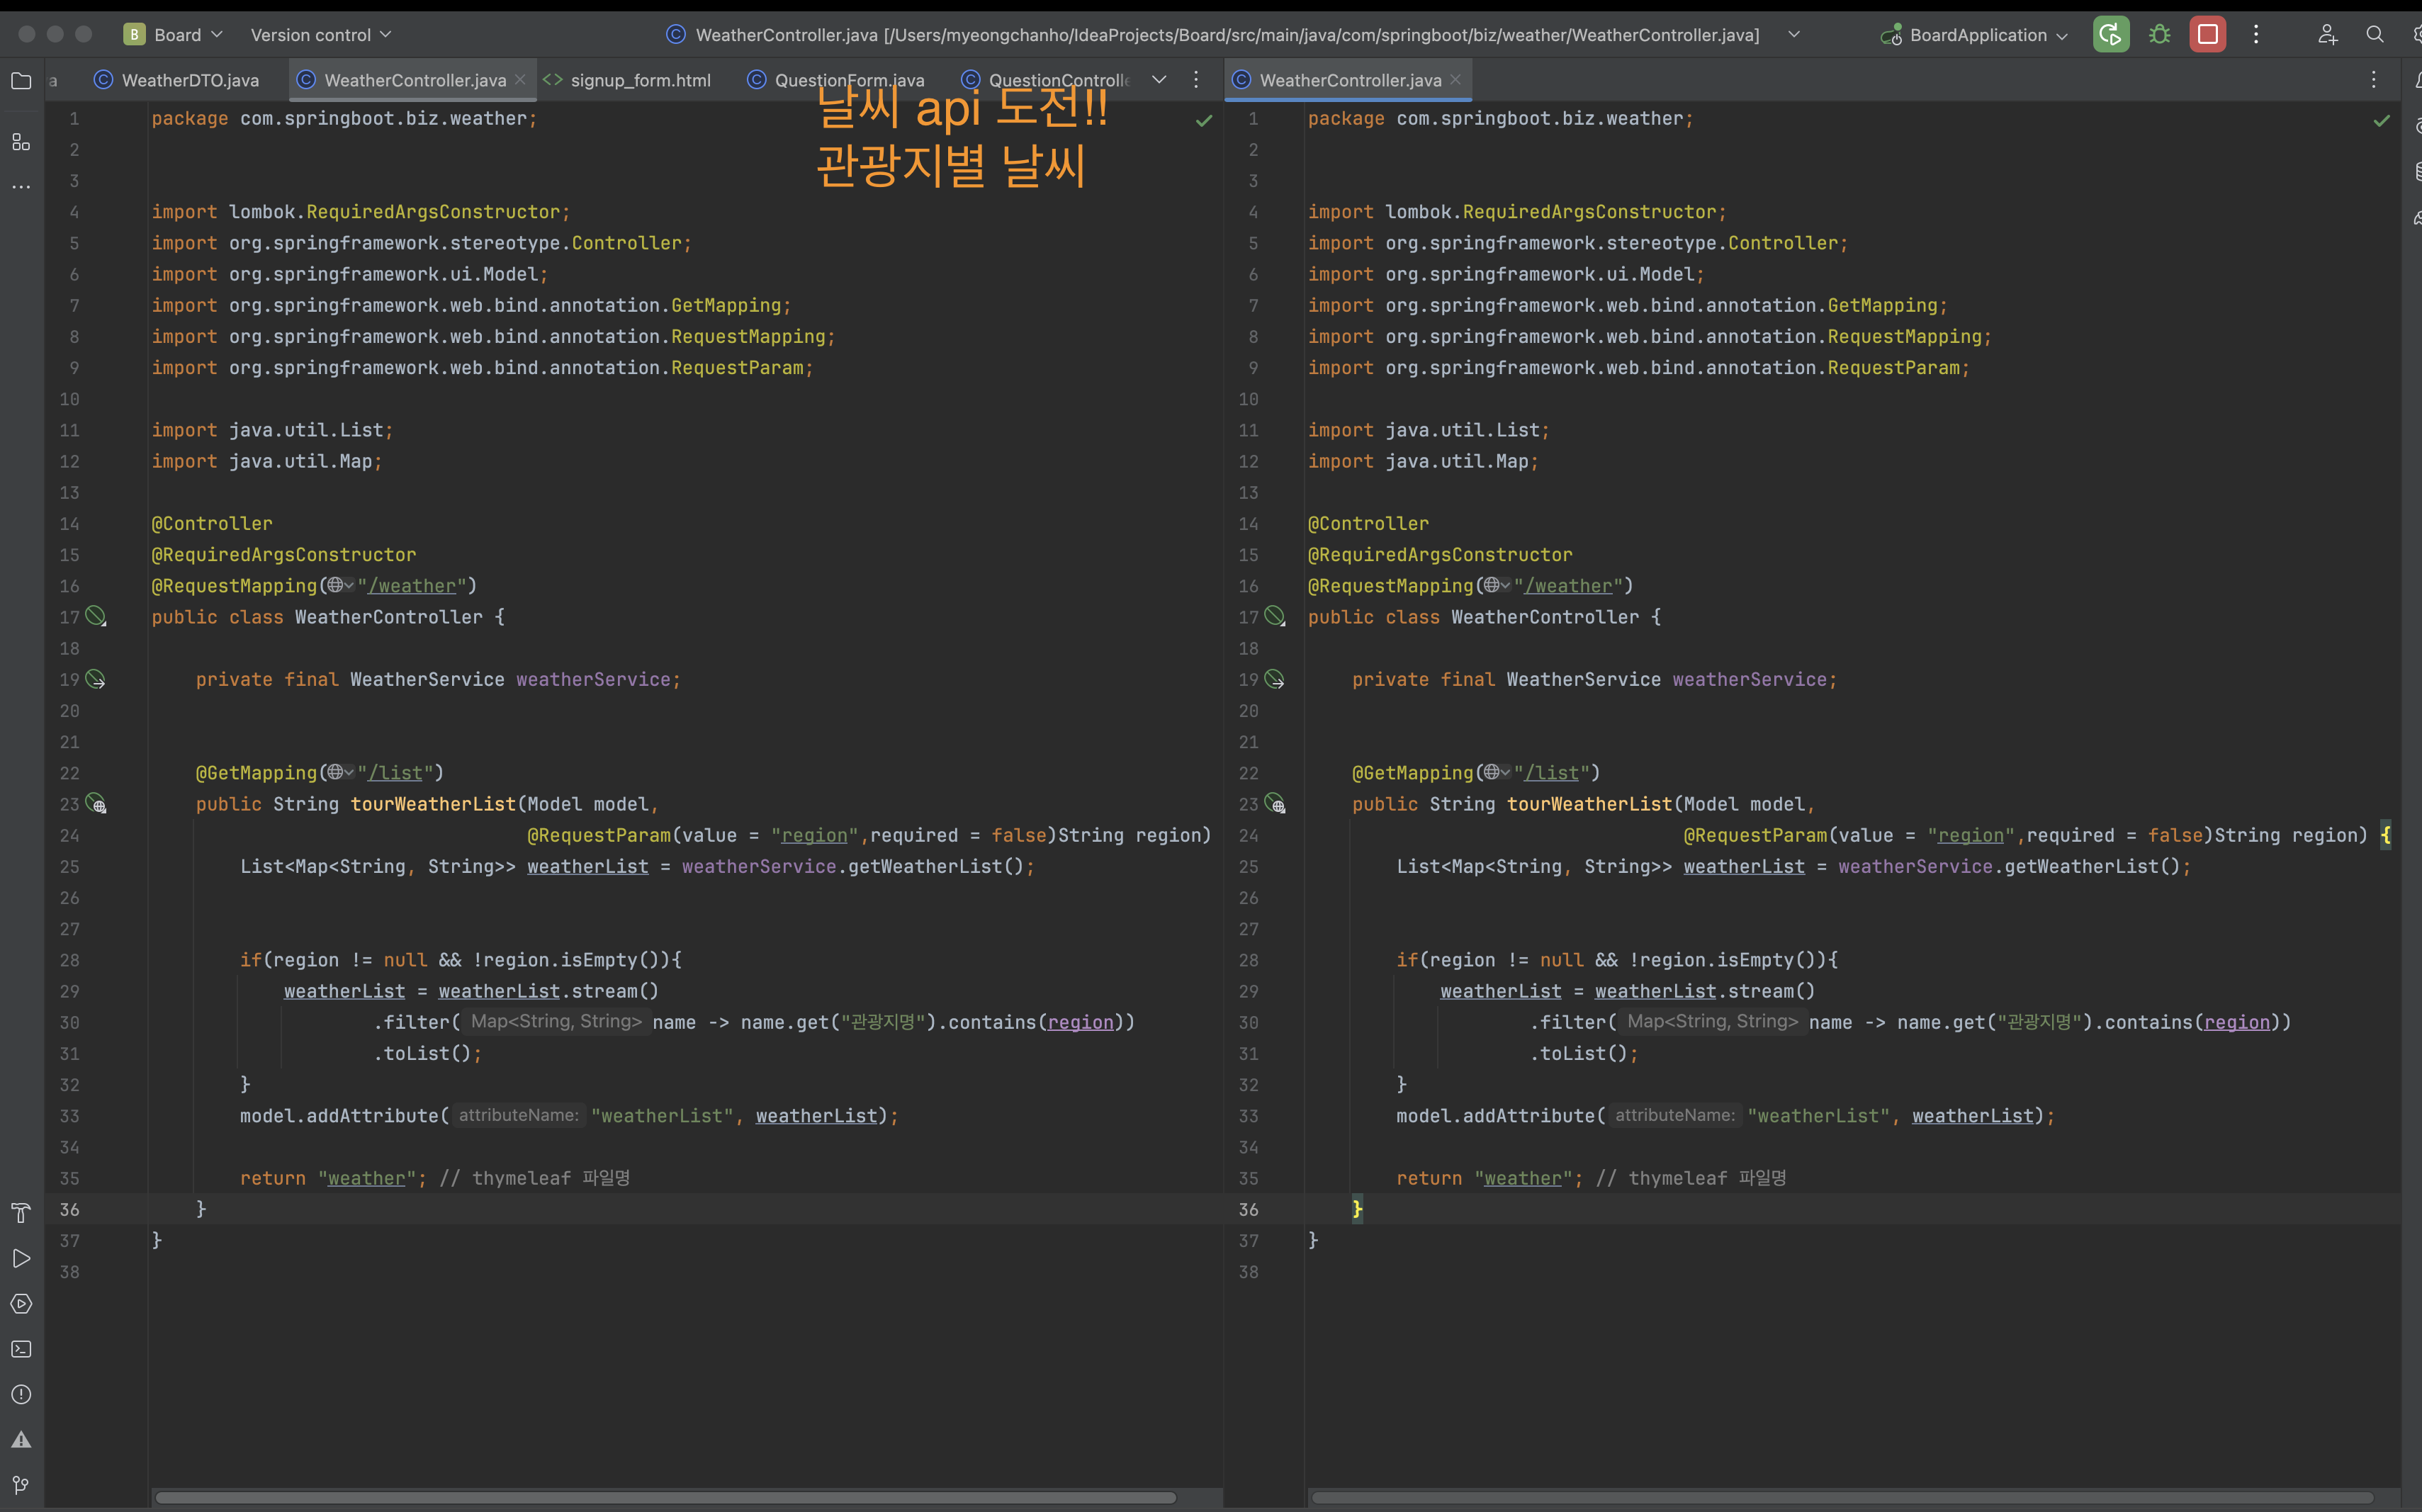 Board
Version control
WeatherController.java [/Users/myeongchanho/IdeaProjects/Board/src/main/java/com/springboot/biz/weather/WeatherController.java]
BoardApplication
a WeatherDTO.java WeatherController.java signup_form.html QuestionForm.java QuestionControlle
날씨 api 도전!!
관광지별 날씨
1 package com.springboot.biz.weather;
2
3
4 import lombok.RequiredArgsConstructor;
5 import org.springframework.stereotype.Controller;
6 import org.springframework.ui.Model;
7 import org.springframework.web.bind.annotation.GetMapping;
8 import org.springframework.web.bind.annotation.RequestMapping;
9 import org.springframework.web.bind.annotation.RequestParam;
10
11 import java.util.List;
12 import java.util.Map;
13
14 @Controller
15 @RequiredArgsConstructor
16 @RequestMapping("/weather")
17 public class WeatherController {
18
19 private final WeatherService weatherService;
20
21
22 @GetMapping("/list")
23 public String tourWeatherList(Model model,
24 @RequestParam(value = "region",required = false)String region)
25 List<Map<String, String>> weatherList = weatherService.getWeatherList();
26
27
28 if(region != null && !region.isEmpty()){
29 weatherList = weatherList.stream()
30 .filter( Map<String, String> name -> name.get("관광지명").contains(region))
31 .toList();
32 }
33 model.addAttribute( attributeName: "weatherList", weatherList);
34
35 return "weather"; // thymeleaf 파일명
36 }
37 }
38
WeatherController.java
1 package com.springboot.biz.weather;
2
3
4 import lombok.RequiredArgsConstructor;
5 import org.springframework.stereotype.Controller;
6 import org.springframework.ui.Model;
7 import org.springframework.web.bind.annotation.GetMapping;
8 import org.springframework.web.bind.annotation.RequestMapping;
9 import org.springframework.web.bind.annotation.RequestParam;
10
11 import java.util.List;
12 import java.util.Map;
13
14 @Controller
15 @RequiredArgsConstructor
16 @RequestMapping("/weather")
17 public class WeatherController {
18
19 private final WeatherService weatherService;
20
21
22 @GetMapping("/list")
23 public String tourWeatherList(Model model,
24 @RequestParam(value = "region",required = false)String region) {
25 List<Map<String, String>> weatherList = weatherService.getWeatherList();
26
27
28 if(region != null && !region.isEmpty()){
29 weatherList = weatherList.stream()
30 .filter( Map<String, String> name -> name.get("관광지명").contains(region))
31 .toList();
32 }
33 model.addAttribute( attributeName: "weatherList", weatherList);
34
35 return "weather"; // thymeleaf 파일명
36 }
37 }
38